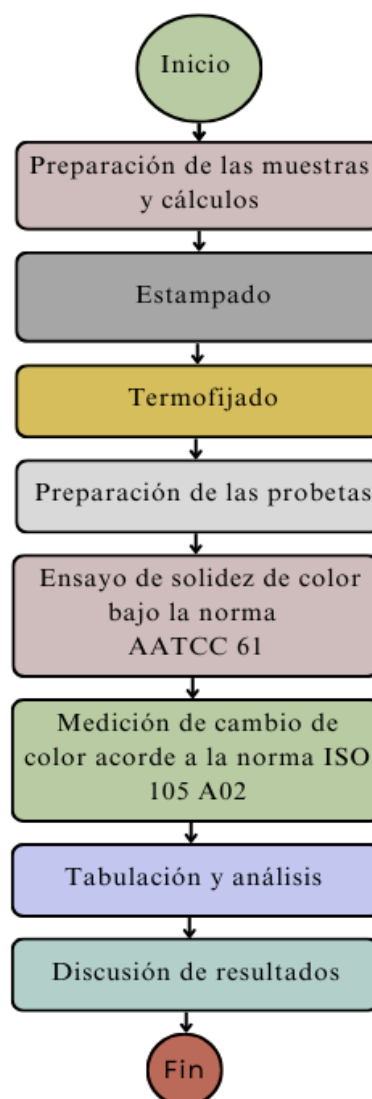 Inicio
Preparación de las muestras
y cálculos
Estampado
Termofijado
Preparación de las probetas
Ensayo de solidez de color
bajo la norma
AATCC 61
Medición de cambio de
color acorde a la norma ISO
105 A02
Tabulación y análisis
Discusión de resultados
Fin